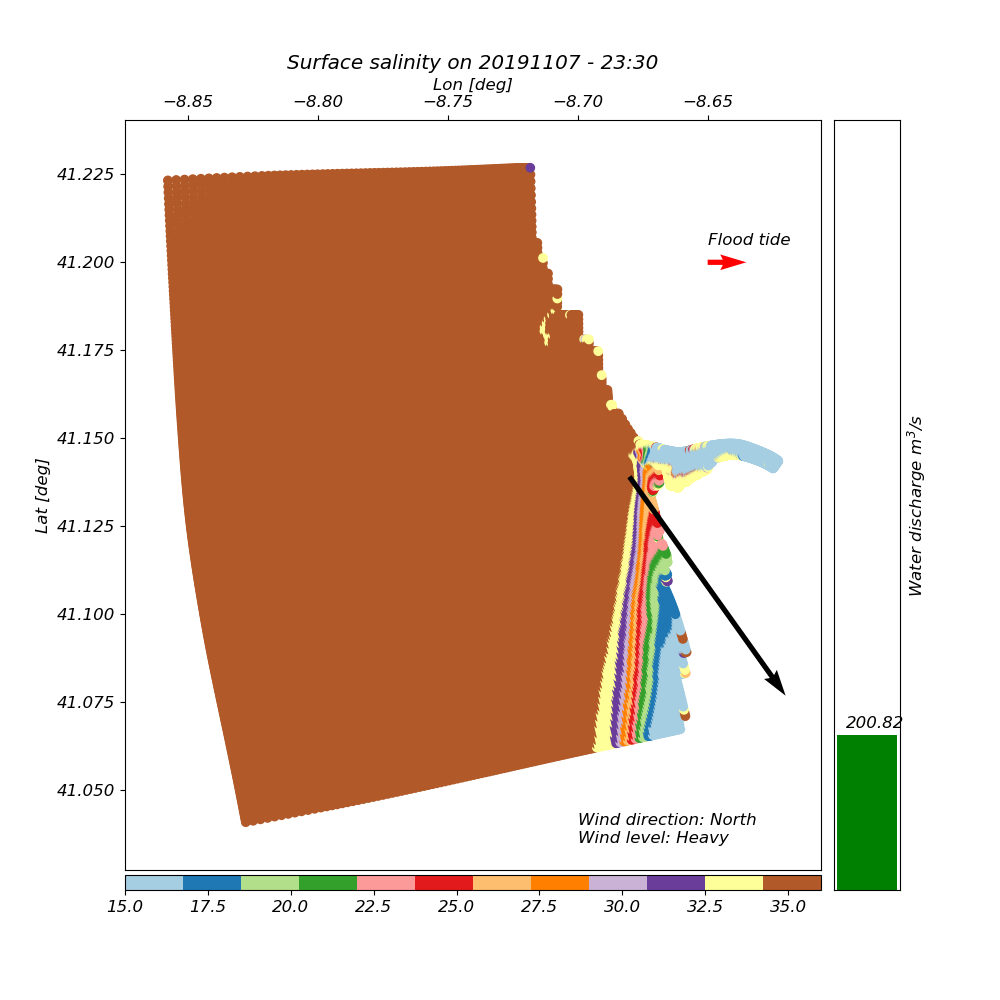 Surface salinity on 20191107 - 23:30
Lon [deg]
−8.85 −8.80 −8.75 −8.70 −8.65
41.225
41.200
41.175
41.150
41.125
41.100
41.075
41.050
Lat [deg]
Flood tide
Wind direction: North
Wind level: Heavy
15.0 17.5 20.0 22.5 25.0 27.5 30.0 32.5 35.0
200.82
Water discharge m³/s